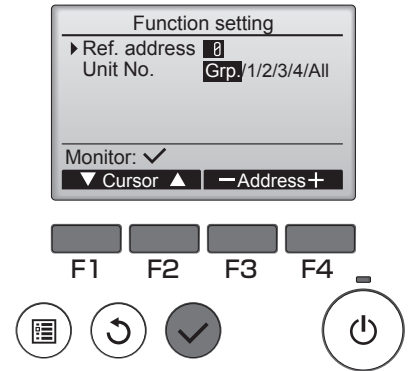 Function setting
Ref. address 0
Unit No. Grp./1/2/3/4/All
Monitor: ✓
▼ Cursor ▲ −Address+
F1 F2 F3 F4